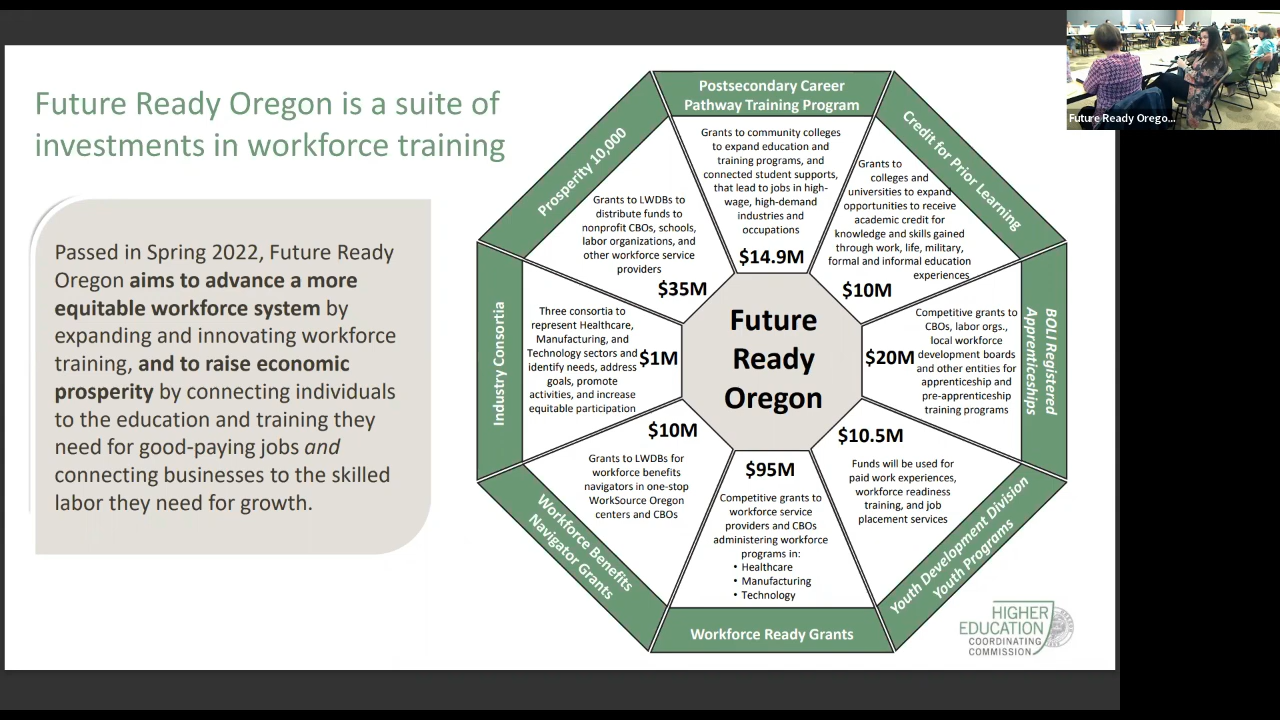 Future Ready Oregon is a suite of
investments in workforce training
Passed in Spring 2022, Future Ready
Oregon aims to advance a more
equitable workforce system by
expanding and innovating workforce
training, and to raise economic
prosperity by connecting individuals
to the education and training they
need for good-paying jobs and
connecting businesses to the skilled
labor they need for growth.
Future
Ready
Oregon
Postsecondary Career
Pathway Training Program
Grants to community colleges
to expand education and
training programs, and
connected student supports,
that lead to jobs in high-
wage, high-demand
industries and
occupations
$14.9M
Credit for Prior Learning
Grants to
colleges and
universities to expand
opportunities to receive
academic credit for
knowledge and skills gained
through work, life, military,
formal and informal education
experiences
$10M
BOLI Registered
Apprenticeships
Competitive grants to
CBOs, labor orgs.,
local workforce
development boards
and other entities for
apprenticeship and
pre-apprenticeship
training programs
$20M
Youth Development Division
Youth Programs
$10.5M
Funds will be used for
paid work experiences,
workforce readiness
training, and job
placement services
$95M
Competitive grants to
workforce service
providers and CBOs
administering workforce
programs in:
• Healthcare
• Manufacturing
• Technology
Workforce Ready Grants
$10M
Grants to LWDBs for
workforce benefits
navigators in one-stop
WorkSource Oregon
centers and CBOs
Workforce Benefits
Navigator Grants
Industry Consortia
Three consortia to
represent Healthcare,
Manufacturing, and
Technology sectors and
identify needs, address
goals, promote
activities, and increase
equitable participation
$1M
Prosperity 10,000
Grants to LWDBs to
distribute funds to
nonprofit CBOs, schools,
labor organizations, and
other workforce service
providers
$35M
HIGHER
EDUCATION
COORDINATING
COMMISSION
Future Ready Orego...